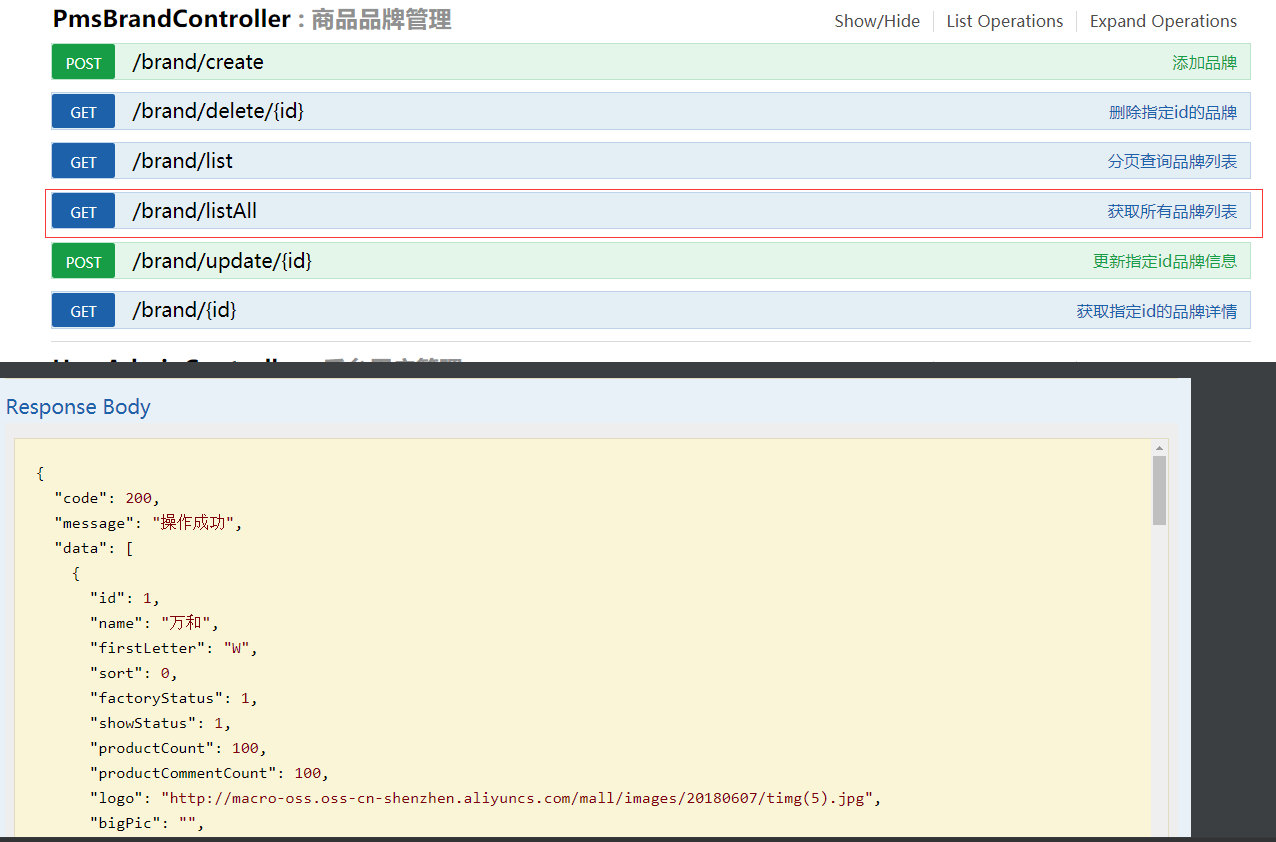 PmsBrandController : 商品品牌管理
Show/Hide
List Operations
Expand Operations
POST /brand/create 添加品牌
GET /brand/delete/{id} 删除指定id的品牌
GET /brand/list 分页查询品牌列表
GET /brand/listAll 获取所有品牌列表
POST /brand/update/{id} 更新指定id品牌信息
GET /brand/{id} 获取指定id的品牌详情
Response Body
{
"code": 200,
"message": "操作成功",
"data": [
{
"id": 1,
"name": "万和",
"firstLetter": "W",
"sort": 0,
"factoryStatus": 1,
"showStatus": 1,
"productCount": 100,
"productCommentCount": 100,
"logo": "http://macro-oss.oss-cn-shenzhen.aliyuncs.com/mall/images/20180607/timg(5).jpg",
"bigPic": "",